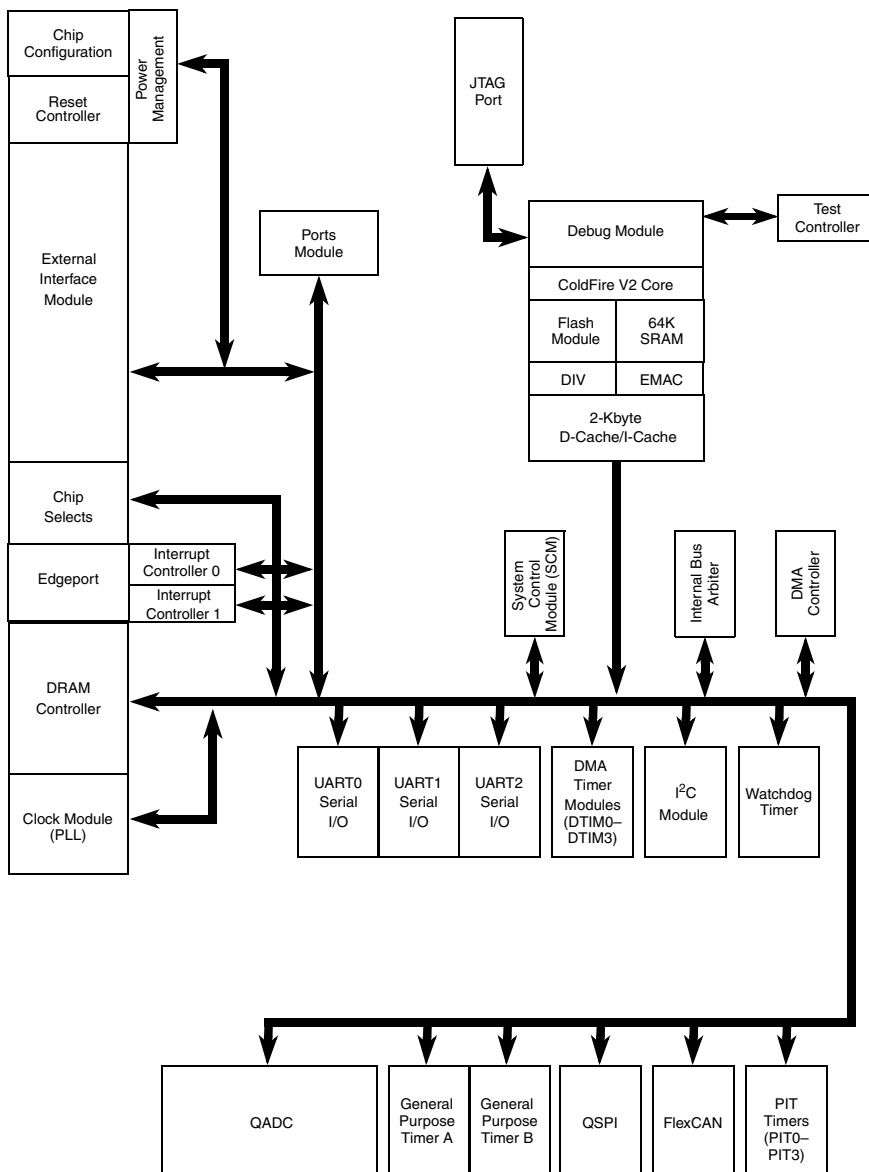 Chip
Configuration
Power
Management
Reset
Controller
External
Interface
Module
Chip
Selects
Edgeport
Interrupt
Controller 0
Interrupt
Controller 1
DRAM
Controller
Clock Module
(PLL)
Ports
Module
JTAG
Port
Debug Module
Test
Controller
ColdFire V2 Core
Flash
Module
64K
SRAM
DIV
EMAC
2-Kbyte
D-Cache/I-Cache
System
Control
Module (SCM)
Internal Bus
Arbiter
DMA
Controller
UART0
Serial
I/O
UART1
Serial
I/O
UART2
Serial
I/O
DMA
Timer
Modules
(DTIM0–
DTIM3)
I²C
Module
Watchdog
Timer
QADC
General
Purpose
Timer A
General
Purpose
Timer B
QSPI
FlexCAN
PIT
Timers
(PIT0–
PIT3)